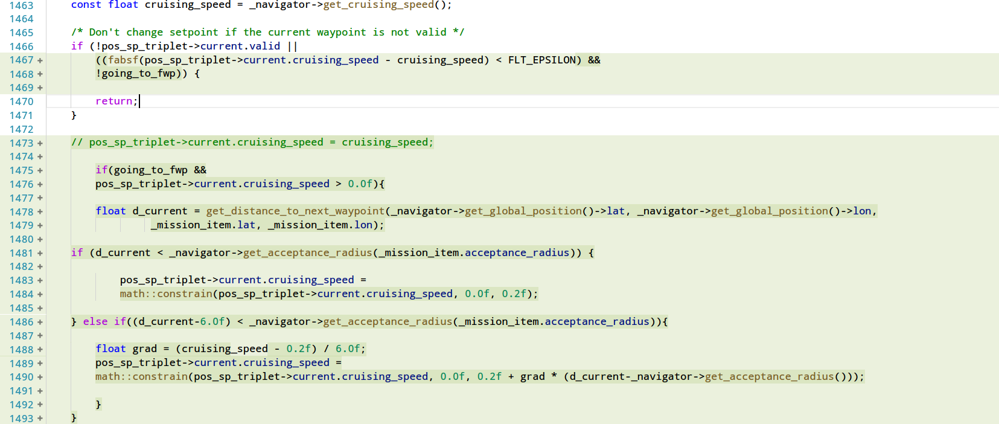 1463 const float cruising_speed = _navigator->get_cruising_speed();
1464
1465 /* Don't change setpoint if the current waypoint is not valid */
1466 if (!pos_sp_triplet->current.valid ||
1467 + ((fabsf(pos_sp_triplet->current.cruising_speed - cruising_speed) < FLT_EPSILON) &&
1468 + !going_to_fwp)) {
1469 +
1470 return;
1471 }
1472
1473 + // pos_sp_triplet->current.cruising_speed = cruising_speed;
1474 +
1475 + if(going_to_fwp &&
1476 + pos_sp_triplet->current.cruising_speed > 0.0f){
1477 +
1478 + float d_current = get_distance_to_next_waypoint(_navigator->get_global_position()->lat, _navigator->get_global_position()->lon,
1479 + _mission_item.lat, _mission_item.lon);
1480 +
1481 + if (d_current < _navigator->get_acceptance_radius(_mission_item.acceptance_radius)) {
1482 +
1483 + pos_sp_triplet->current.cruising_speed =
1484 + math::constrain(pos_sp_triplet->current.cruising_speed, 0.0f, 0.2f);
1485 +
1486 + } else if((d_current-6.0f) < _navigator->get_acceptance_radius(_mission_item.acceptance_radius)){
1487 +
1488 + float grad = (cruising_speed - 0.2f) / 6.0f;
1489 + pos_sp_triplet->current.cruising_speed =
1490 + math::constrain(pos_sp_triplet->current.cruising_speed, 0.0f, 0.2f + grad * (d_current-_navigator->get_acceptance_radius()));
1491 +
1492 + }
1493 + }